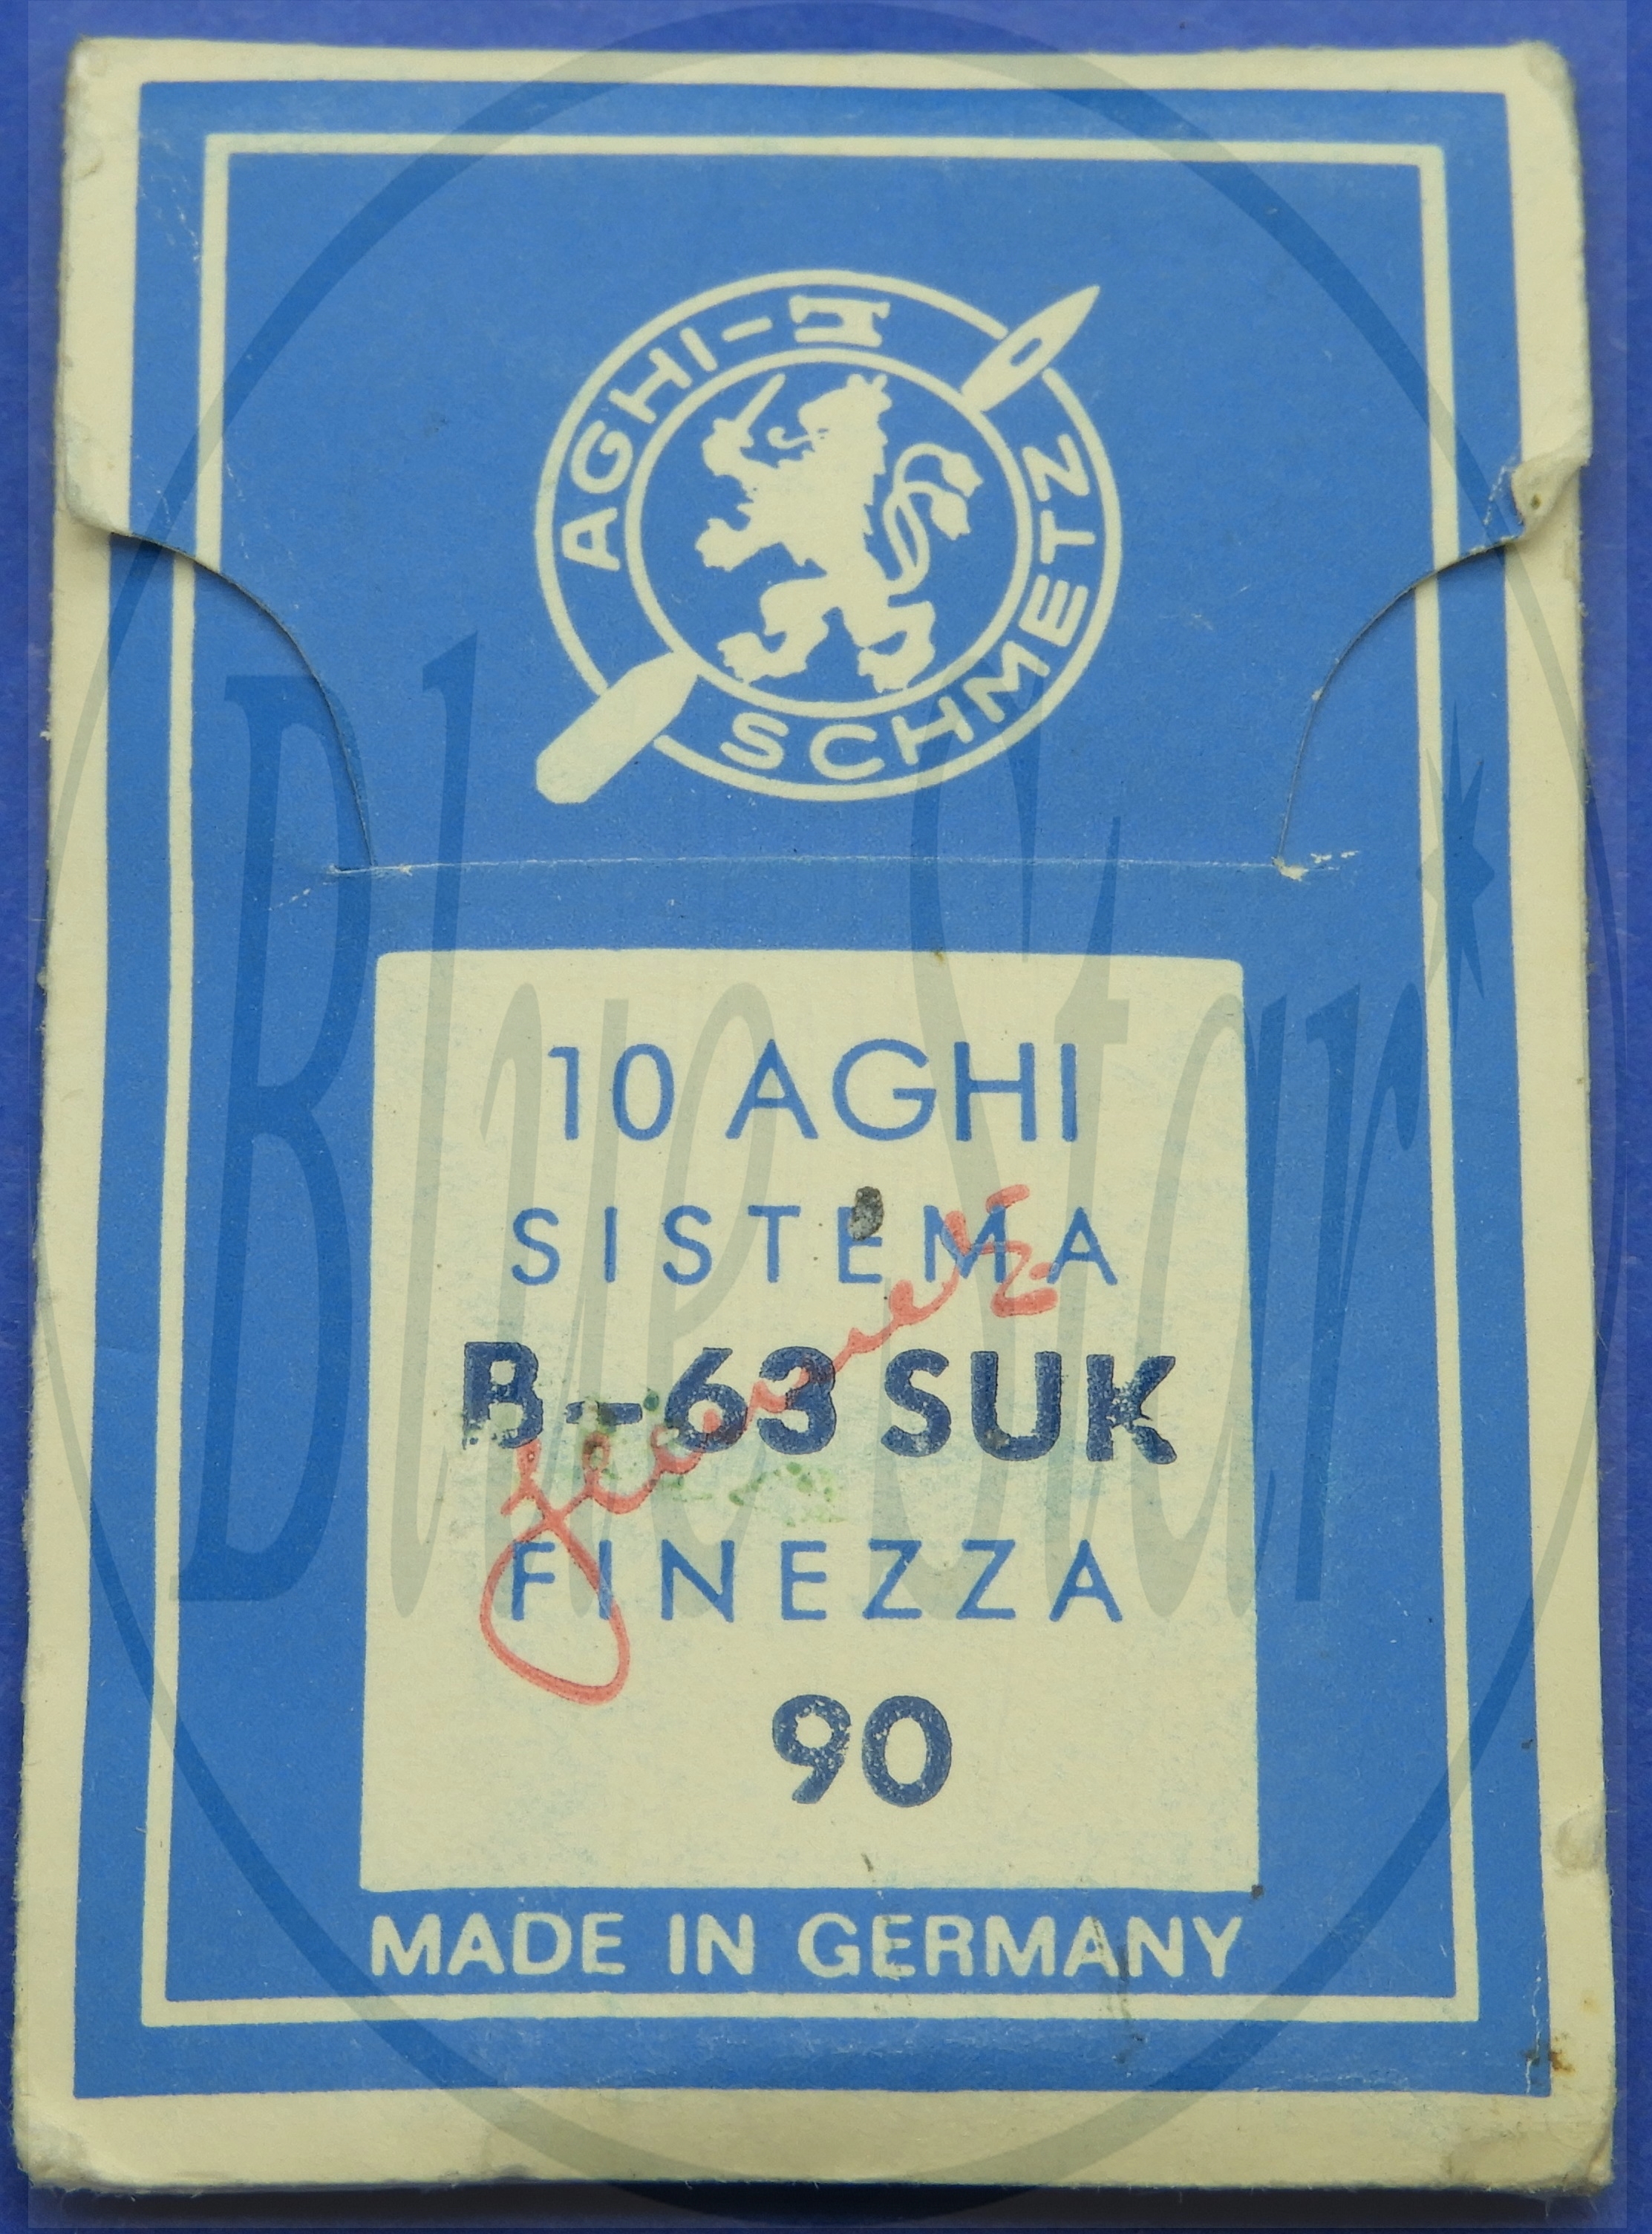 AGHI-
SCHMETZ
10 AGHI
SISTEMA
B-63 SUK
FINEZZA
90
MADE IN GERMANY
Blue Star